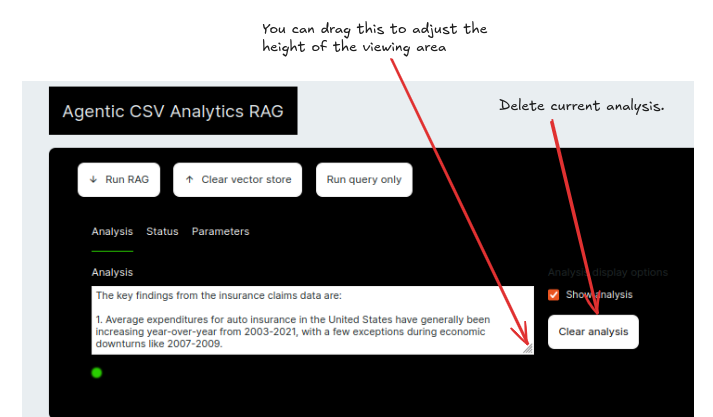 You can drag this to adjust the
height of the viewing area
Delete current analysis.
Agentic CSV Analytics RAG
Run RAG
Clear vector store
Run query only
Analysis Status Parameters
Analysis
Analysis display options
The key findings from the insurance claims data are:
Show analysis
1. Average expenditures for auto insurance in the United States have generally been
increasing year-over-year from 2003-2021, with a few exceptions during economic
downturns like 2007-2009.
Clear analysis